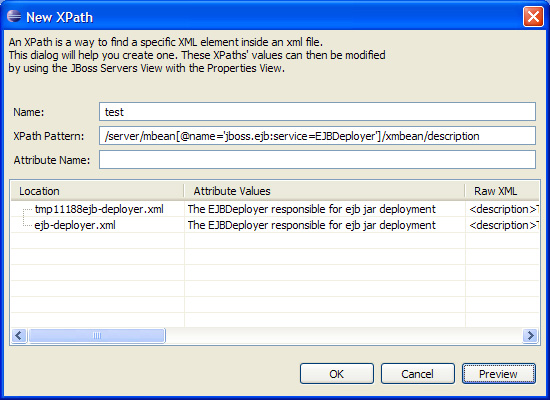 New XPath
An XPath is a way to find a specific XML element inside an xml file.
This dialog will help you create one. These XPaths' values can then be modified
by using the JBoss Servers View with the Properties View.
Name: test
XPath Pattern: /server/mbean[@name='jboss.ejb:service=EJBDeployer']/xmbean/description
Attribute Name:
Location Attribute Values Raw XML
tmp11188ejb-deployer.xml The EJBDeployer responsible for ejb jar deployment <description>T
ejb-deployer.xml The EJBDeployer responsible for ejb jar deployment <description>T
OK Cancel Preview